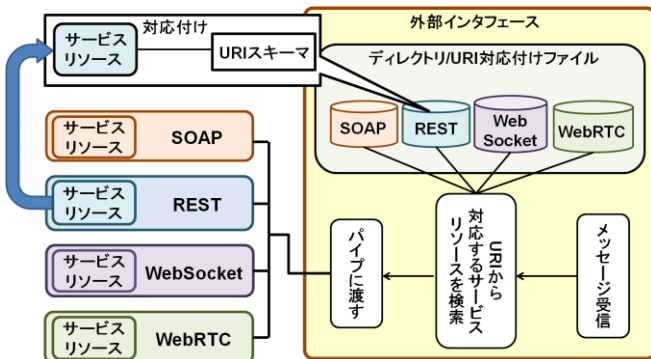 サービス
リソース
対応付け
URIスキーマ
外部インタフェース
ディレクトリ/URI対応付けファイル
SOAP
REST
Web
Socket
WebRTC
サービス
リソース
SOAP
サービス
リソース
REST
サービス
リソース
WebSocket
サービス
リソース
WebRTC
パイプに渡す
URIから
対応するサービス
リソースを検索
メッセージ受信